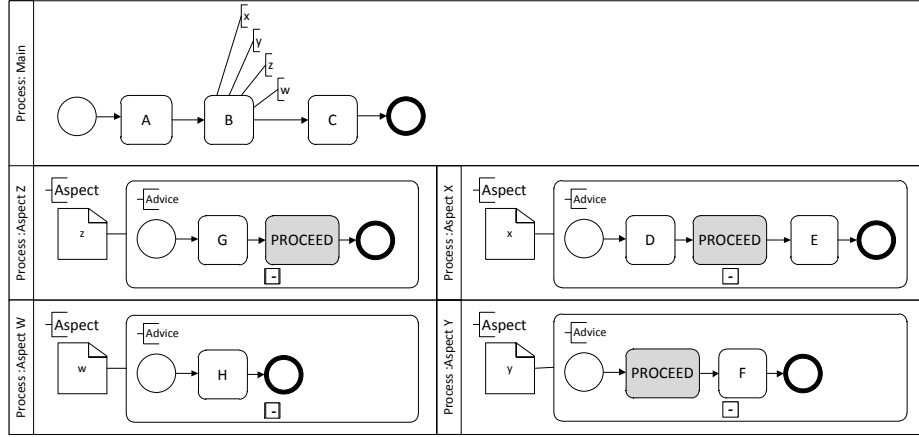 Process: Main
x
y
z
w
A
B
C
Process :Aspect Z
Aspect
z
Advice
G
PROCEED
-
Process :Aspect X
Aspect
x
Advice
D
PROCEED
E
-
Process :Aspect W
Aspect
w
Advice
H
-
Process :Aspect Y
Aspect
y
Advice
PROCEED
F
-